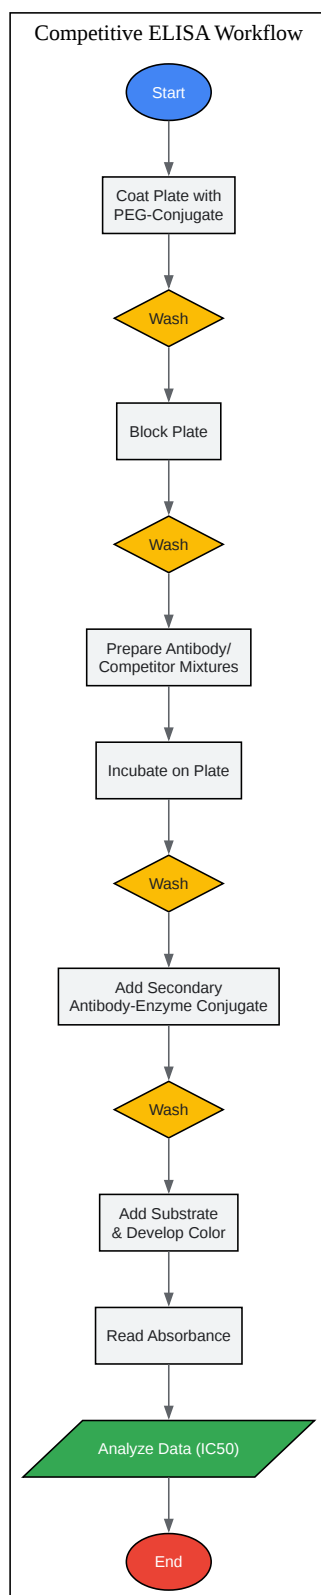 Competitive ELISA Workflow
Start
Coat Plate with
PEG-Conjugate
Wash
Block Plate
Wash
Prepare Antibody/
Competitor Mixtures
Incubate on Plate
Wash
Add Secondary
Antibody-Enzyme Conjugate
Wash
Add Substrate
& Develop Color
Read Absorbance
Analyze Data (IC50)
End